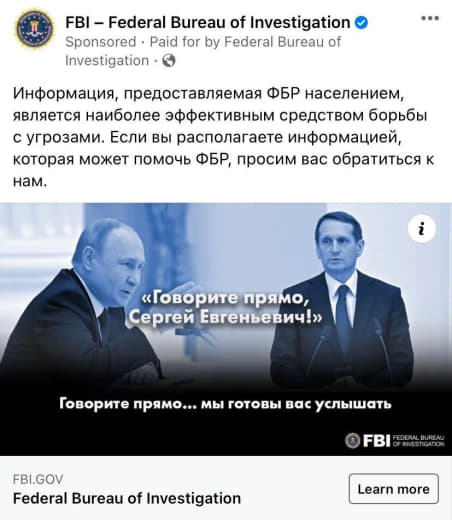 FBI – Federal Bureau of Investigation
Sponsored · Paid for by Federal Bureau of
Investigation ·
Информация, предоставляемая ФБР населением,
является наиболее эффективным средством борьбы
с угрозами. Если вы располагаете информацией,
которая может помочь ФБР, просим вас обратиться к
нам.
«Говорите прямо,
Сергей Евгеньевич!»
Говорите прямо... мы готовы вас услышать
FBI FEDERAL BUREAU
OF INVESTIGATION
FBI.GOV
Federal Bureau of Investigation
Learn more